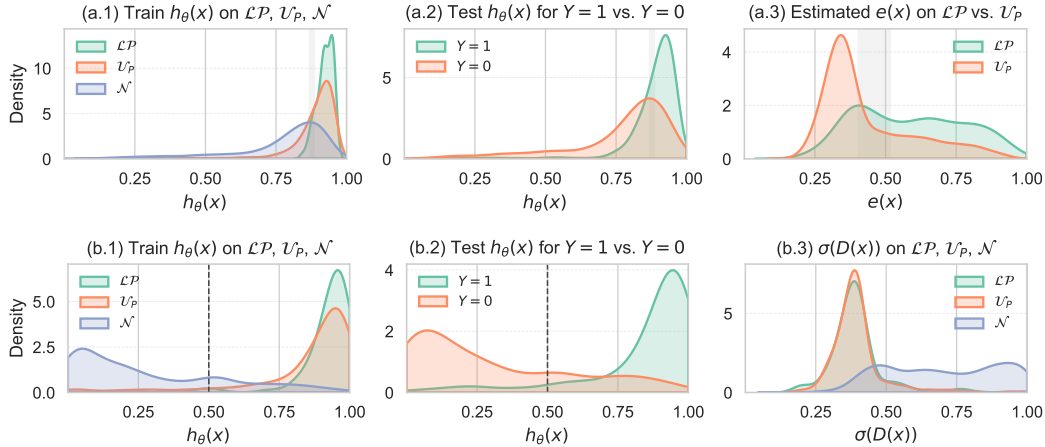 (a.1) Train hθ(x) on ℒ𝒫, 𝒰ₚ, 𝒩
Density
10
5
0
ℒ𝒫
𝒰ₚ
𝒩
0.25 0.50 0.75 1.00
hθ(x)
(a.2) Test hθ(x) for Y = 1 vs. Y = 0
5
0
Y = 1
Y = 0
0.25 0.50 0.75 1.00
hθ(x)
(a.3) Estimated e(x) on ℒ𝒫 vs. 𝒰ₚ
4
2
0
ℒ𝒫
𝒰ₚ
0.25 0.50 0.75 1.00
e(x)
(b.1) Train hθ(x) on ℒ𝒫, 𝒰ₚ, 𝒩
Density
5.0
2.5
0.0
ℒ𝒫
𝒰ₚ
𝒩
0.25 0.50 0.75 1.00
hθ(x)
(b.2) Test hθ(x) for Y = 1 vs. Y = 0
4
2
0
Y = 1
Y = 0
0.25 0.50 0.75 1.00
hθ(x)
(b.3) σ(D(x)) on ℒ𝒫, 𝒰ₚ, 𝒩
5
0
ℒ𝒫
𝒰ₚ
𝒩
0.25 0.50 0.75 1.00
σ(D(x))